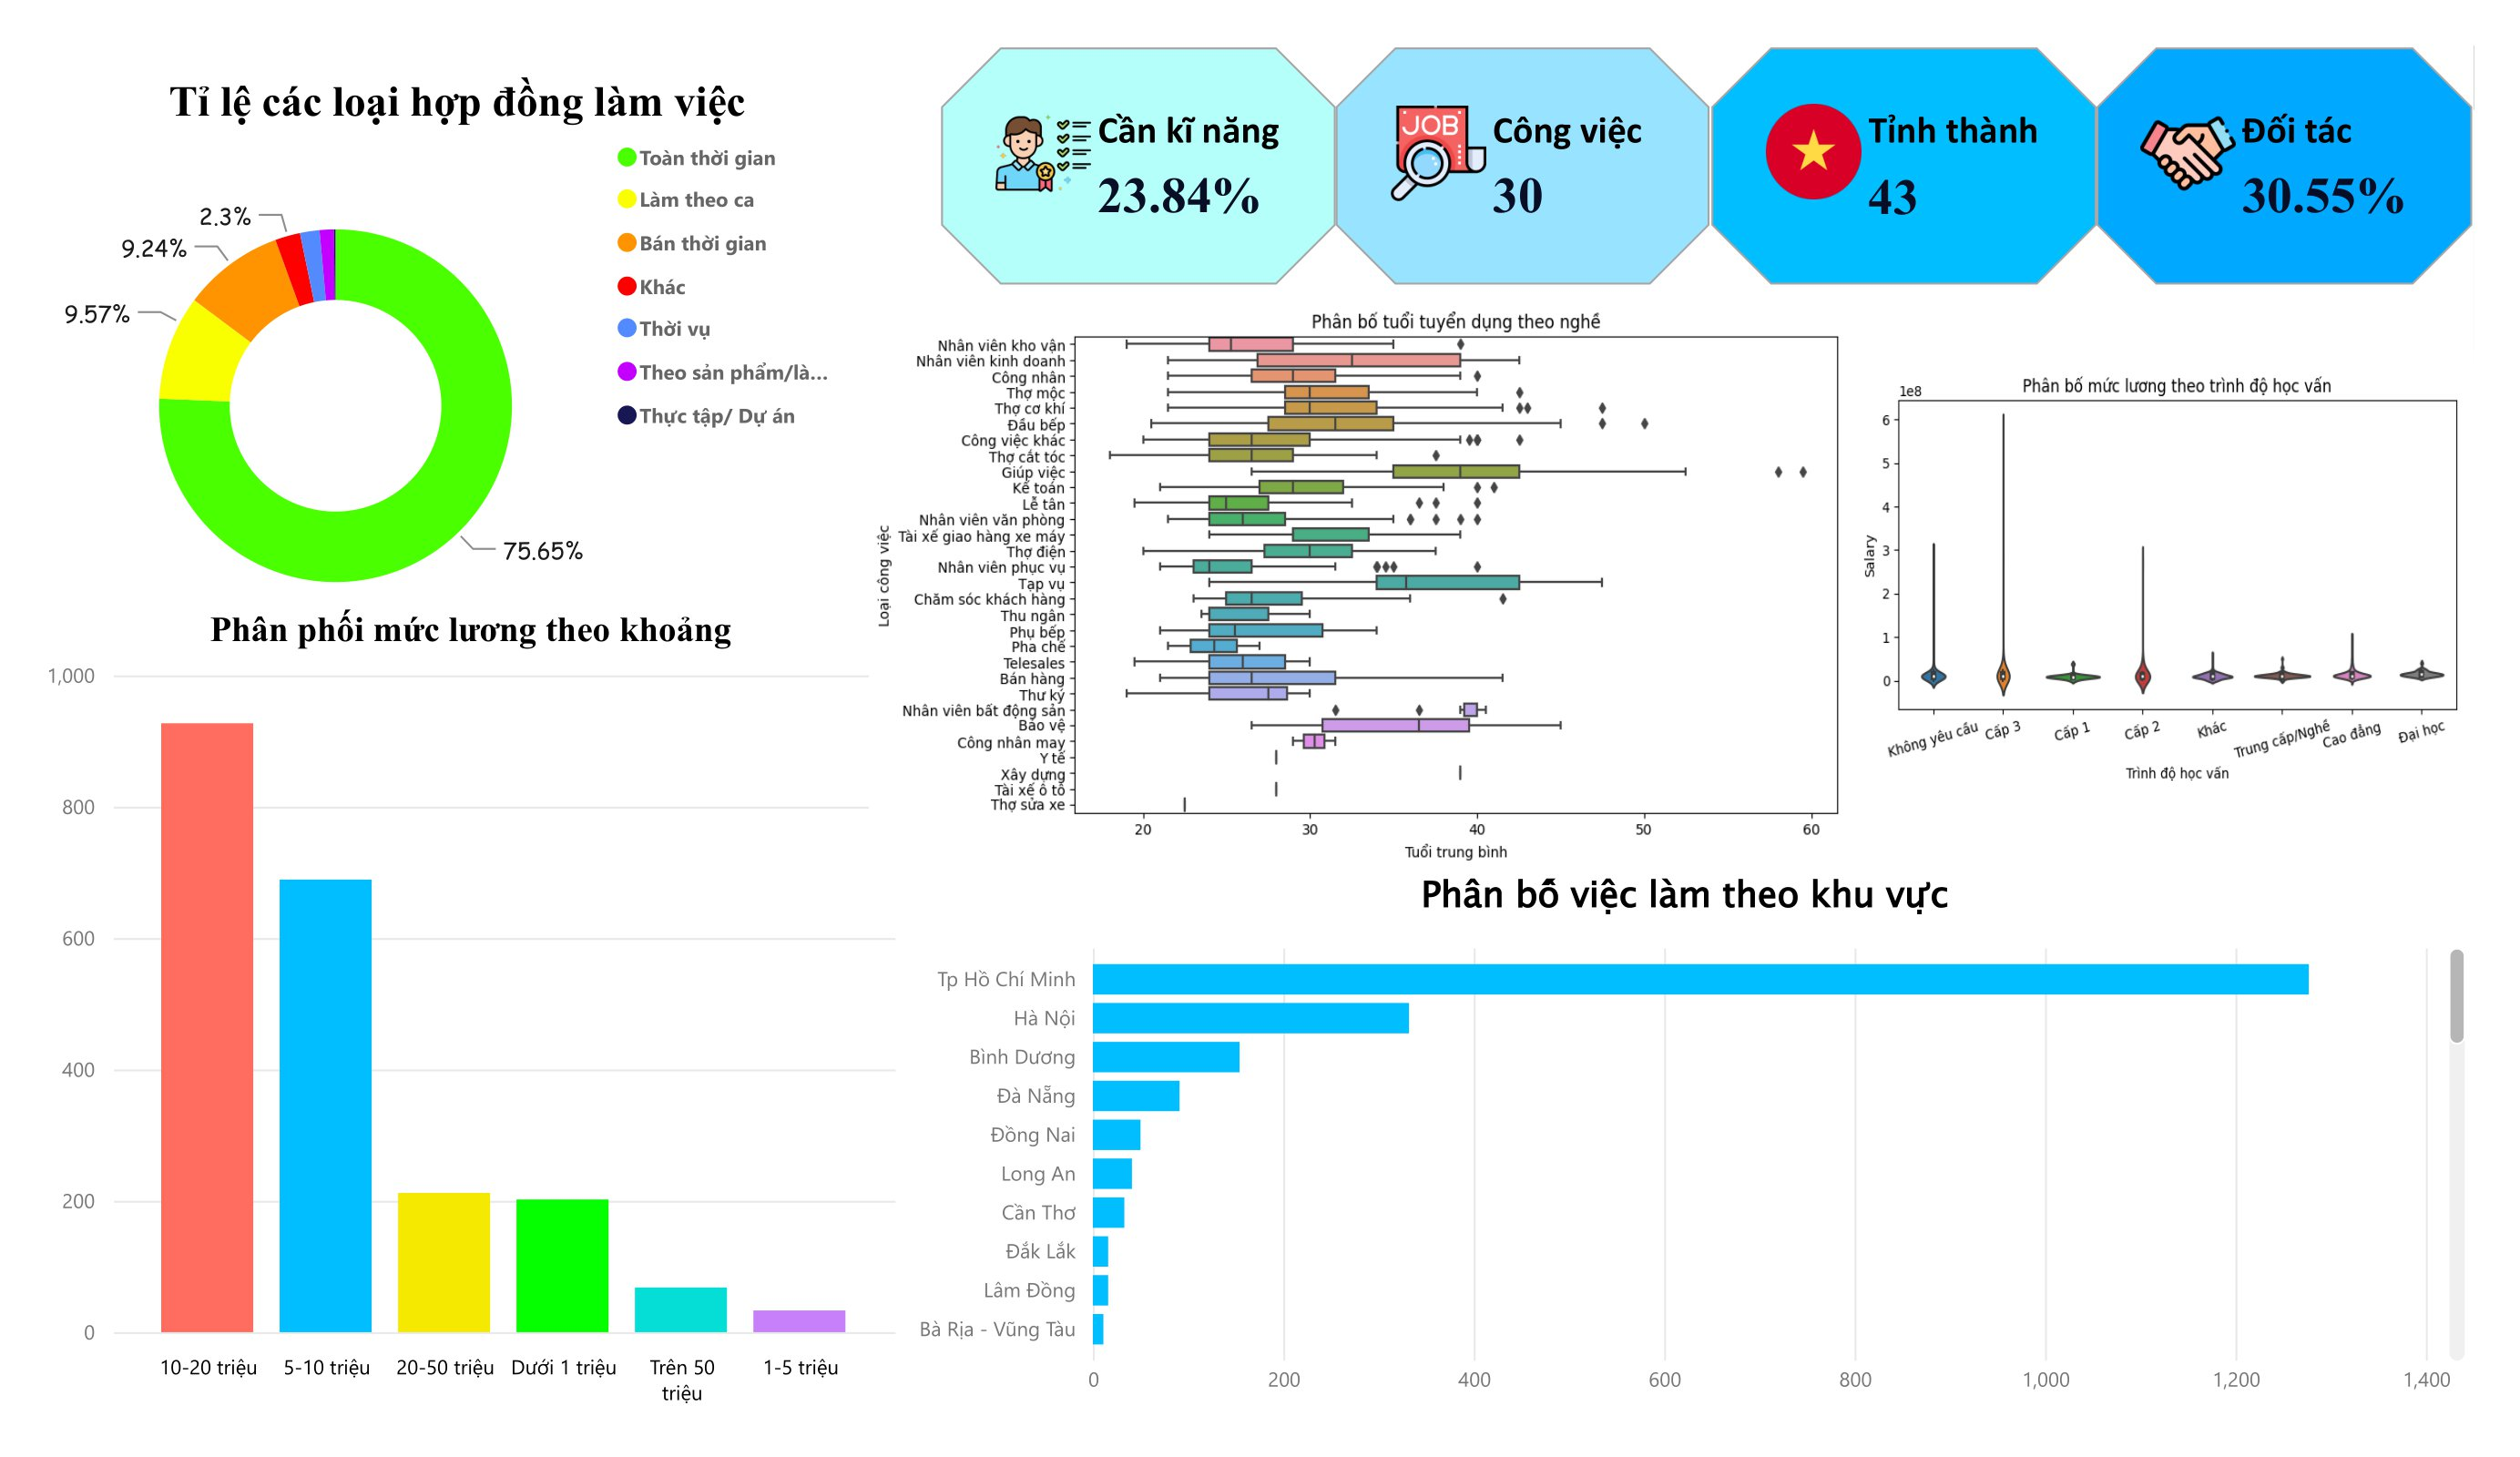 Tỉ lệ các loại hợp đồng làm việc
Toàn thời gian
Làm theo ca
Bán thời gian
Khác
Thời vụ
Theo sản phẩm/là...
Thực tập/ Dự án
2.3%
9.24%
9.57%
75.65%
Cần kĩ năng
23.84%
JOB
Công việc
30
Tỉnh thành
43
Đối tác
30.55%
Phân bố tuổi tuyển dụng theo nghề
Loại công việc
Nhân viên kho vận
Nhân viên kinh doanh
Công nhân
Thợ mộc
Thợ cơ khí
Đầu bếp
Công việc khác
Thợ cắt tóc
Giúp việc
Kế toán
Lễ tân
Nhân viên văn phòng
Tài xế giao hàng xe máy
Thợ điện
Nhân viên phục vụ
Tạp vụ
Chăm sóc khách hàng
Thu ngân
Phụ bếp
Pha chế
Telesales
Bán hàng
Thư ký
Nhân viên bất động sản
Bảo vệ
Công nhân may
Y tế
Xây dựng
Tài xế ô tô
Thợ sửa xe
20 30 40 50 60
Tuổi trung bình
Phân bố mức lương theo trình độ học vấn
1e8
Salary
6
5
4
3
2
1
0
Không yêu cầu Cấp 3 Cấp 1 Cấp 2 Khác Trung cấp/Nghề Cao đẳng Đại học
Trình độ học vấn
Phân phối mức lương theo khoảng
1,000
800
600
400
200
0
10-20 triệu 5-10 triệu 20-50 triệu Dưới 1 triệu Trên 50 1-5 triệu
triệu
Phân bố việc làm theo khu vực
Tp Hồ Chí Minh
Hà Nội
Bình Dương
Đà Nẵng
Đồng Nai
Long An
Cần Thơ
Đắk Lắk
Lâm Đồng
Bà Rịa - Vũng Tàu
0 200 400 600 800 1,000 1,200 1,400